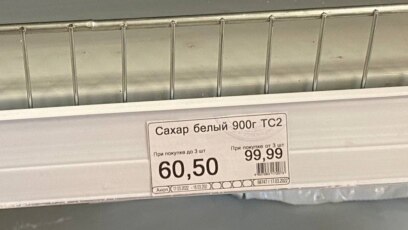 Сахар белый 900г ТС2
При покупке до 3 шт При покупке от 3 шт
60,50 99,99